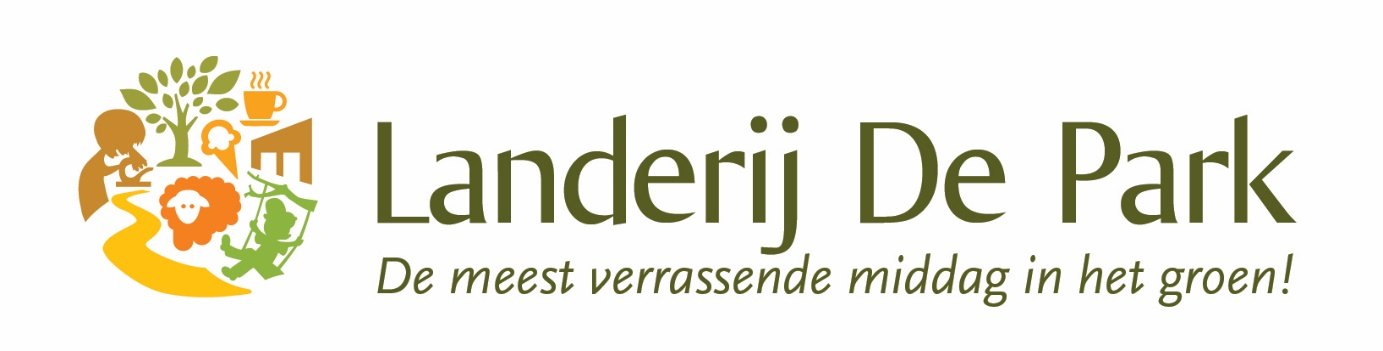 Landerij De Park
De meest verrassende middag in het groen!